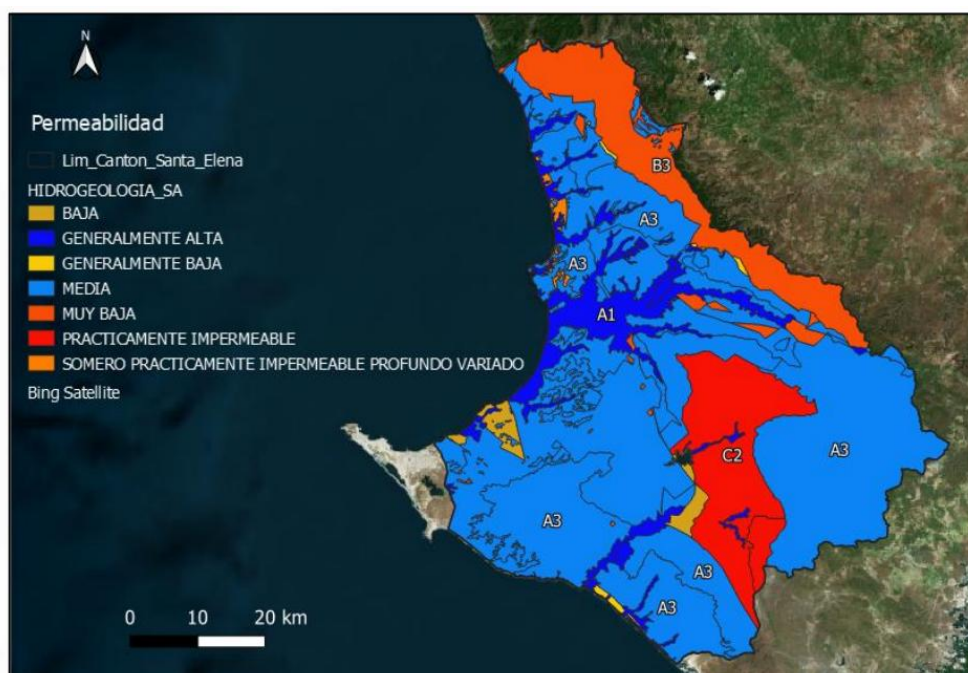 N
Permeabilidad
Lim_Canton_Santa_Elena
HIDROGEOLOGIA_SA
BAJA
GENERALMENTE ALTA
GENERALMENTE BAJA
MEDIA
MUY BAJA
PRACTICAMENTE IMPERMEABLE
SOMERO PRACTICAMENTE IMPERMEABLE PROFUNDO VARIADO
Bing Satellite
B3
A3
A3
A1
A3
C2
A3
A3
A3
0 10 20 km